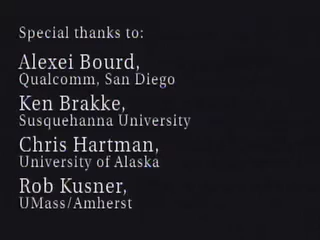 Special thanks to:
Alexei Bourd,
Qualcomm, San Diego
Ken Brakke,
Susquehanna University
Chris Hartman,
University of Alaska
Rob Kusner,
UMass/Amherst